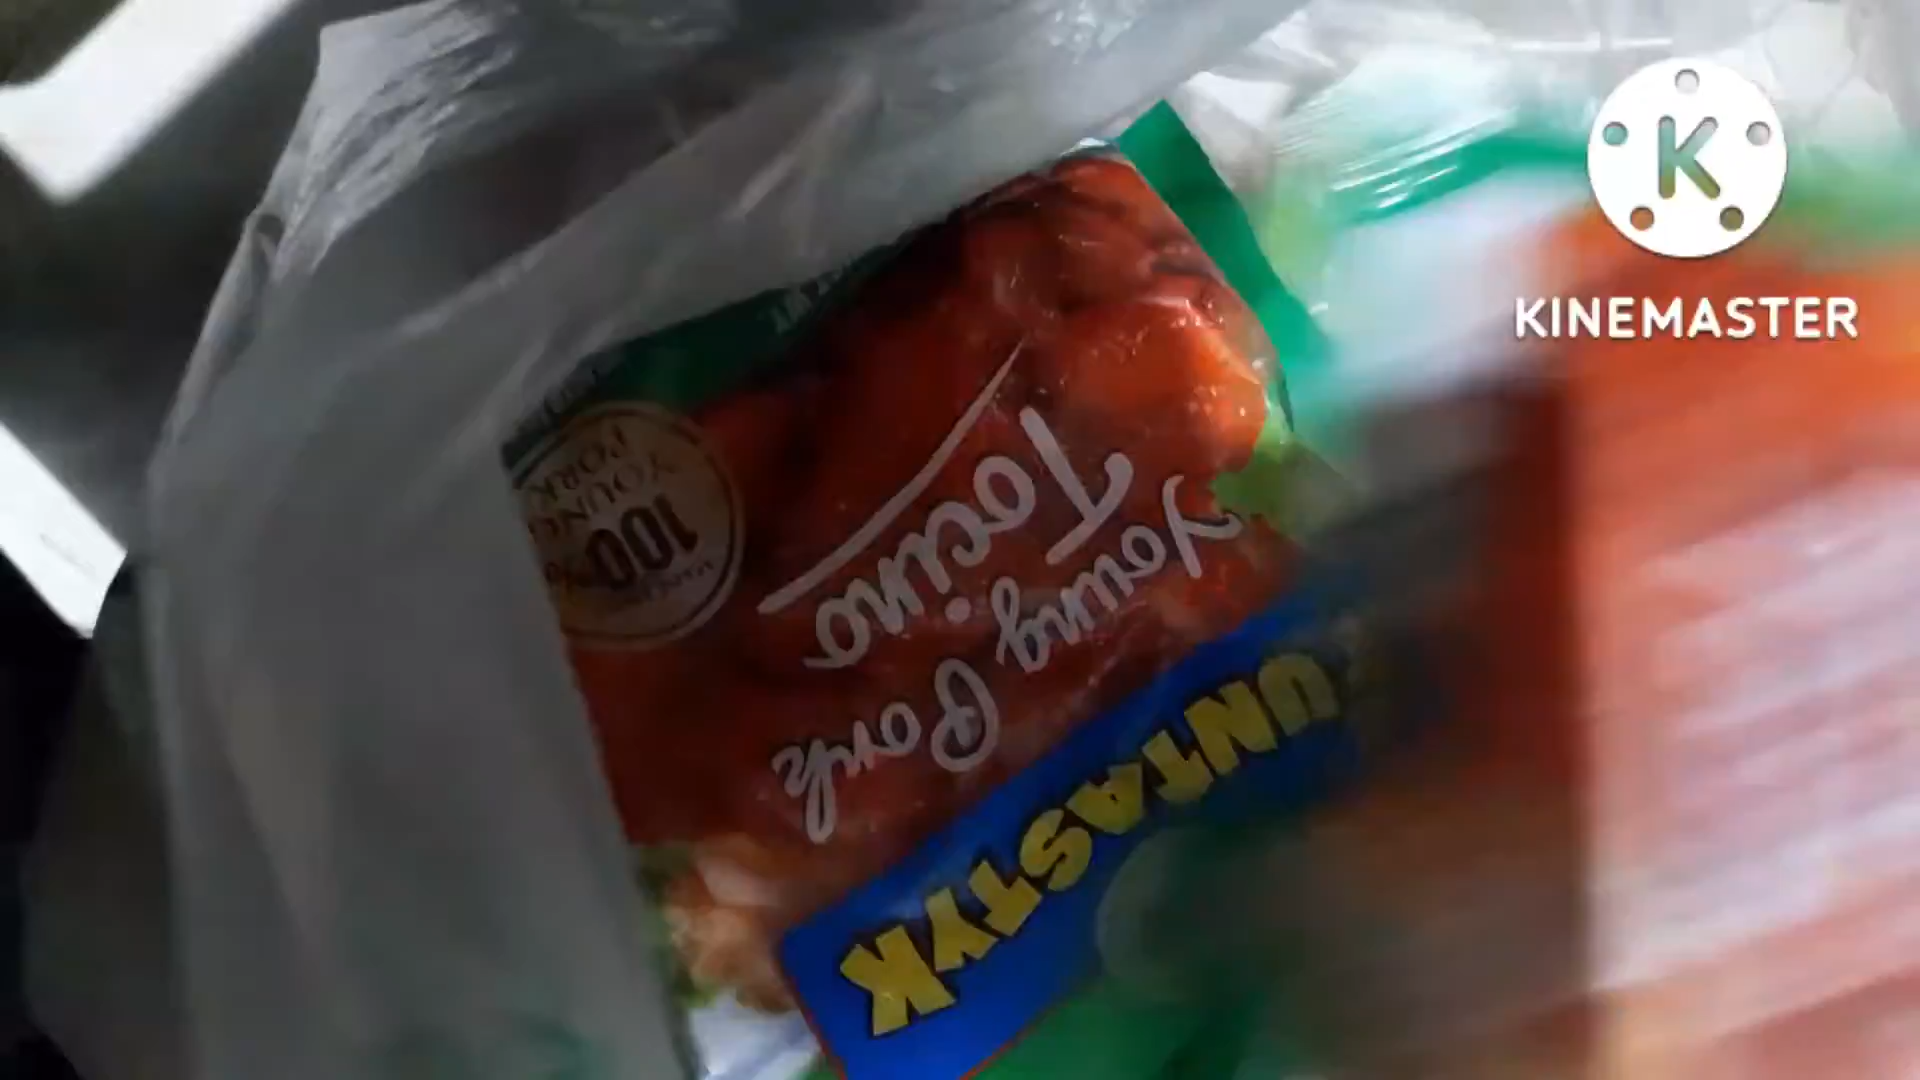 K
KINEMASTER
UNTASTYK
Young Pork
Tocino
100%
YOUNG
PORK